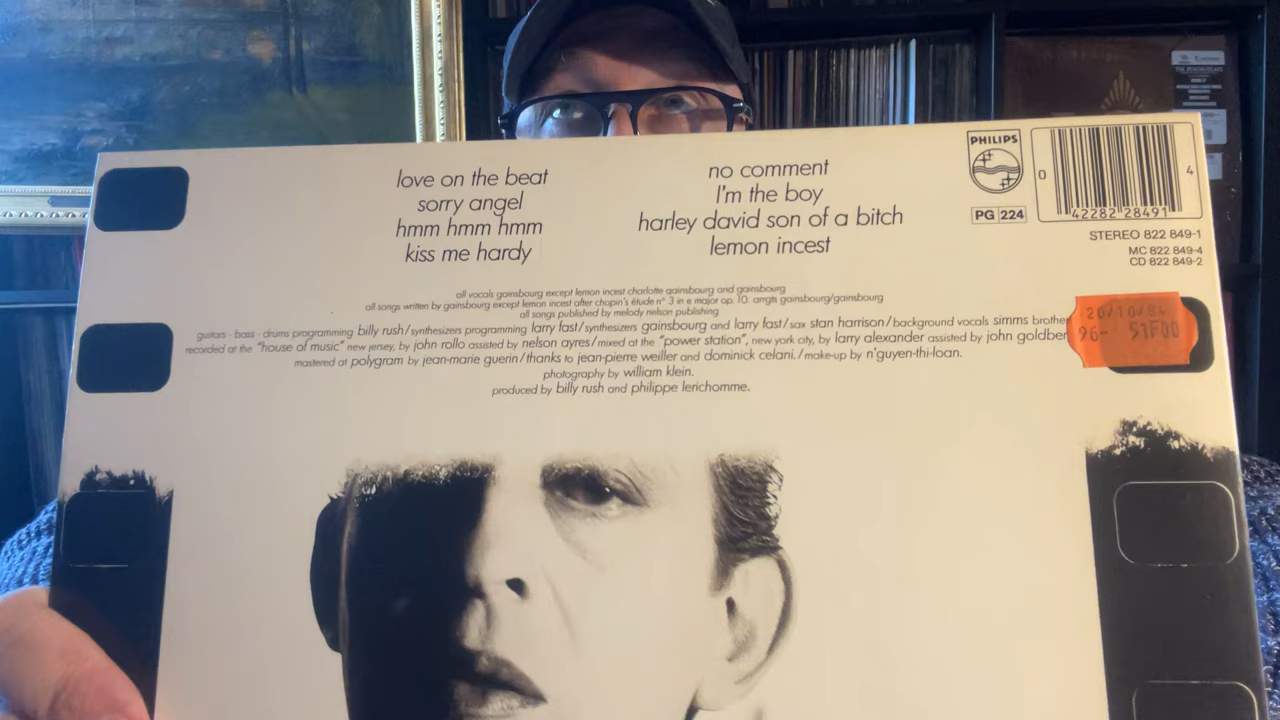 love on the beat
sorry angel
hmm hmm hmm
kiss me hardy
no comment
I'm the boy
harley david son of a bitch
lemon incest
PHILIPS
PG 224
0
4
42282 28491
STEREO 822 849-1
MC 822 849-4
CD 822 849-2
all vocals gainsbourg except lemon incest charlotte gainsbourg and gainsbourg
all songs written by gainsbourg except lemon incest after chopin's étude n° 3 in e major op. 10. arrgts gainsbourg/gainsbourg
all songs published by melody nelson publishing
guitars - bass - drums programming billy rush/synthesizers programming larry fast/synthesizers gainsbourg and larry fast/sax stan harrison/background vocals simms brother
recorded at the "house of music" new jersey, by john rollo assisted by nelson ayres/mixed at the "power station", new york city, by larry alexander assisted by john goldber
mastered at polygram by jean-marie guerin/thanks to jean-pierre weiller and dominick celani./make-up by n'guyen-thi-loan.
photography by william klein.
produced by billy rush and philippe lerichomme.
20/10/84
96- 51F00